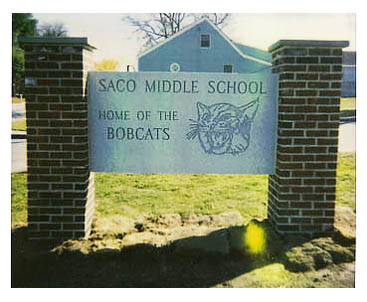 SACO MIDDLE SCHOOL
HOME OF THE
BOBCATS